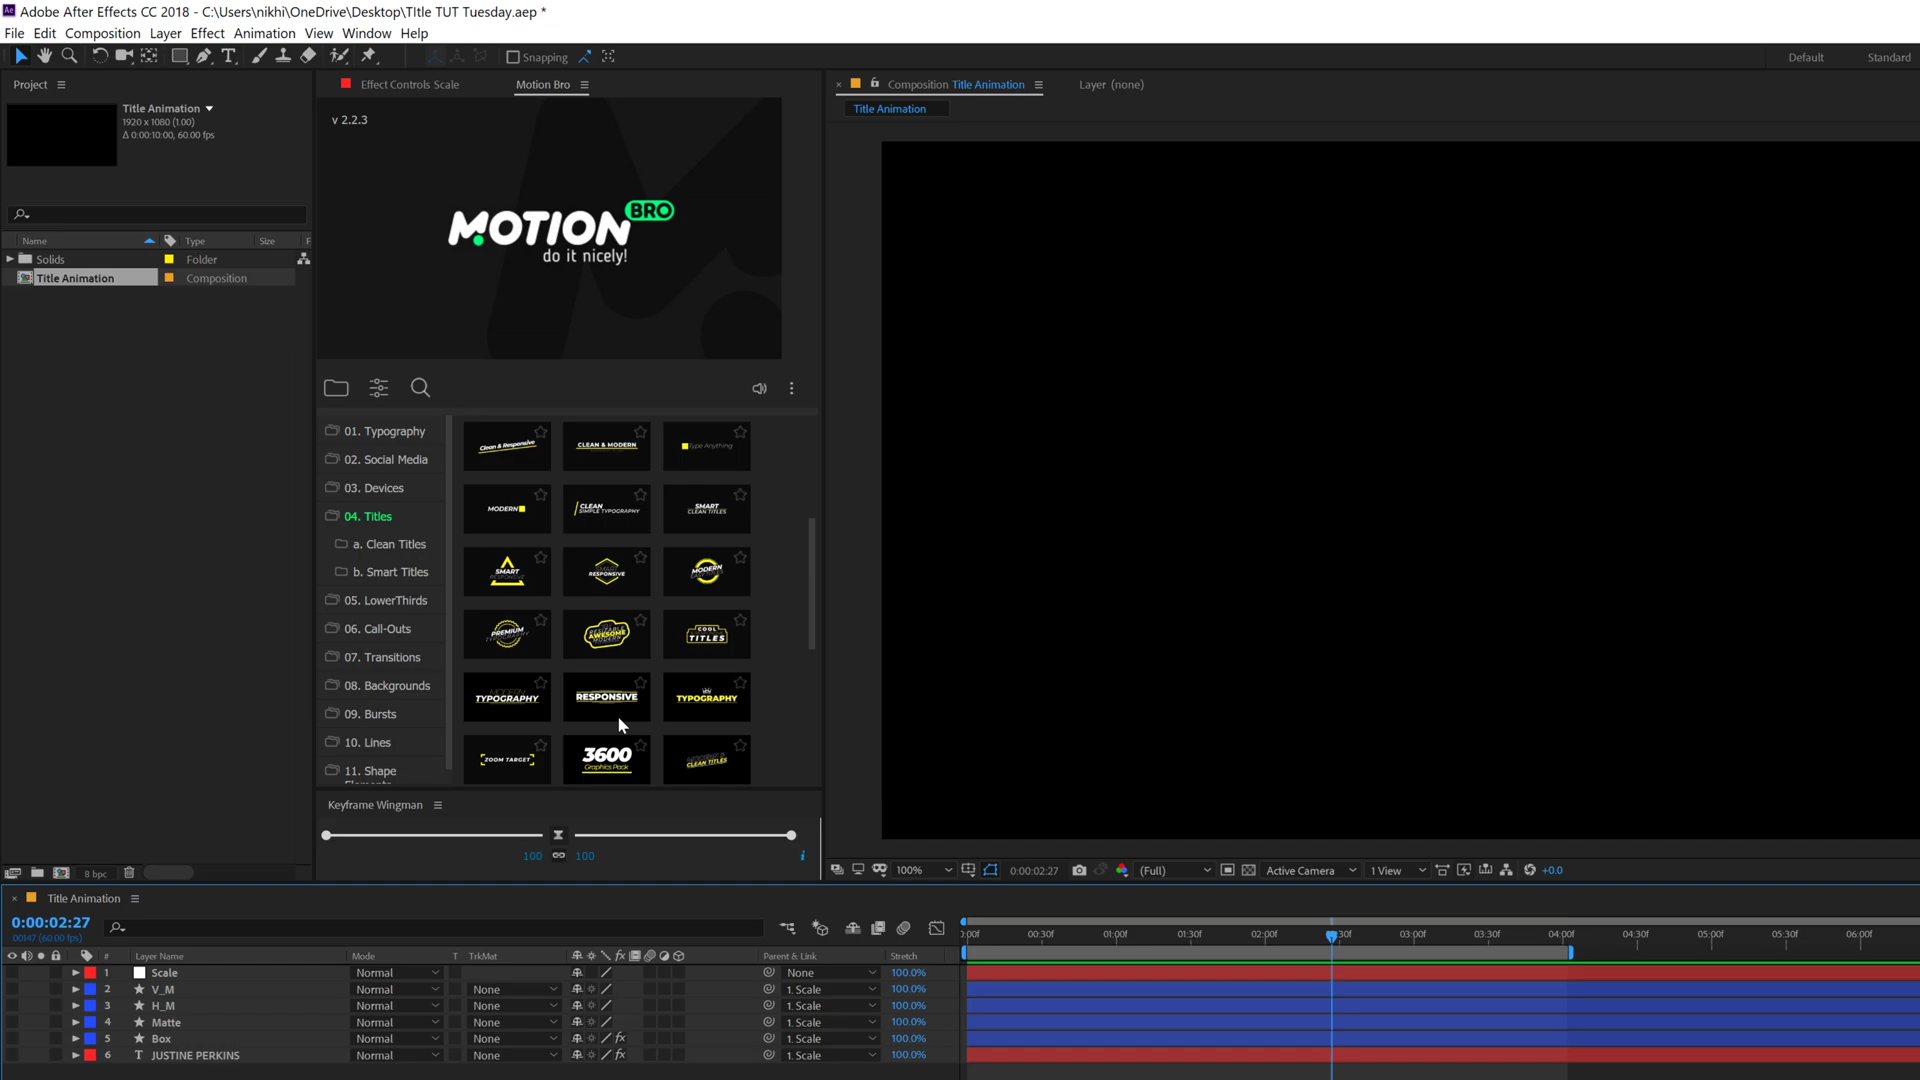 Ae Adobe After Effects CC 2018 - C:\Users\nikhi\OneDrive\Desktop\TItle TUT Tuesday.aep *
File Edit Composition Layer Effect Animation View Window Help
Snapping Default Standard
Project Effect Controls Scale Motion Bro Composition Title Animation Layer (none)
Title Animation
1920 x 1080 (1.00)
Δ 0:00:10:00, 60.00 fps
Title Animation
v 2.2.3
MOTION BRO
do it nicely!
Name Type Size F
Solids Folder
Title Animation Composition
01. Typography
02. Social Media
03. Devices
04. Titles
a. Clean Titles
b. Smart Titles
05. LowerThirds
06. Call-Outs
07. Transitions
08. Backgrounds
09. Bursts
10. Lines
11. Shape
Clean & Responsive CLEAN & MODERN Type Anything
MODERN CLEAN SIMPLE TYPOGRAPHY SMART CLEAN TITLES
SMART RESPONSIVE SMART RESPONSIVE MODERN
PREMIUM TYPOGRAPHY AWESOME COOL TITLES
MODERN TYPOGRAPHY RESPONSIVE TYPOGRAPHY
ZOOM TARGET 3600 Graphics Pack CLEAN TITLES
Keyframe Wingman
100 100 i
8 bpc
100% 0:00:02:27 (Full) Active Camera 1 View +0.0
Title Animation
0:00:02:27
00147 (60.00 fps)
00f 00:30f 01:00f 01:30f 02:00f 30f 03:00f 03:30f 04:00f 04:30f 05:00f 05:30f 06:00f
# Layer Name Mode T TrkMat Parent & Link Stretch
1 Scale Normal None 100.0%
2 V_M Normal None 1. Scale 100.0%
3 H_M Normal None 1. Scale 100.0%
4 Matte Normal None 1. Scale 100.0%
5 Box Normal None fx 1. Scale 100.0%
6 T JUSTINE PERKINS Normal None fx 1. Scale 100.0%